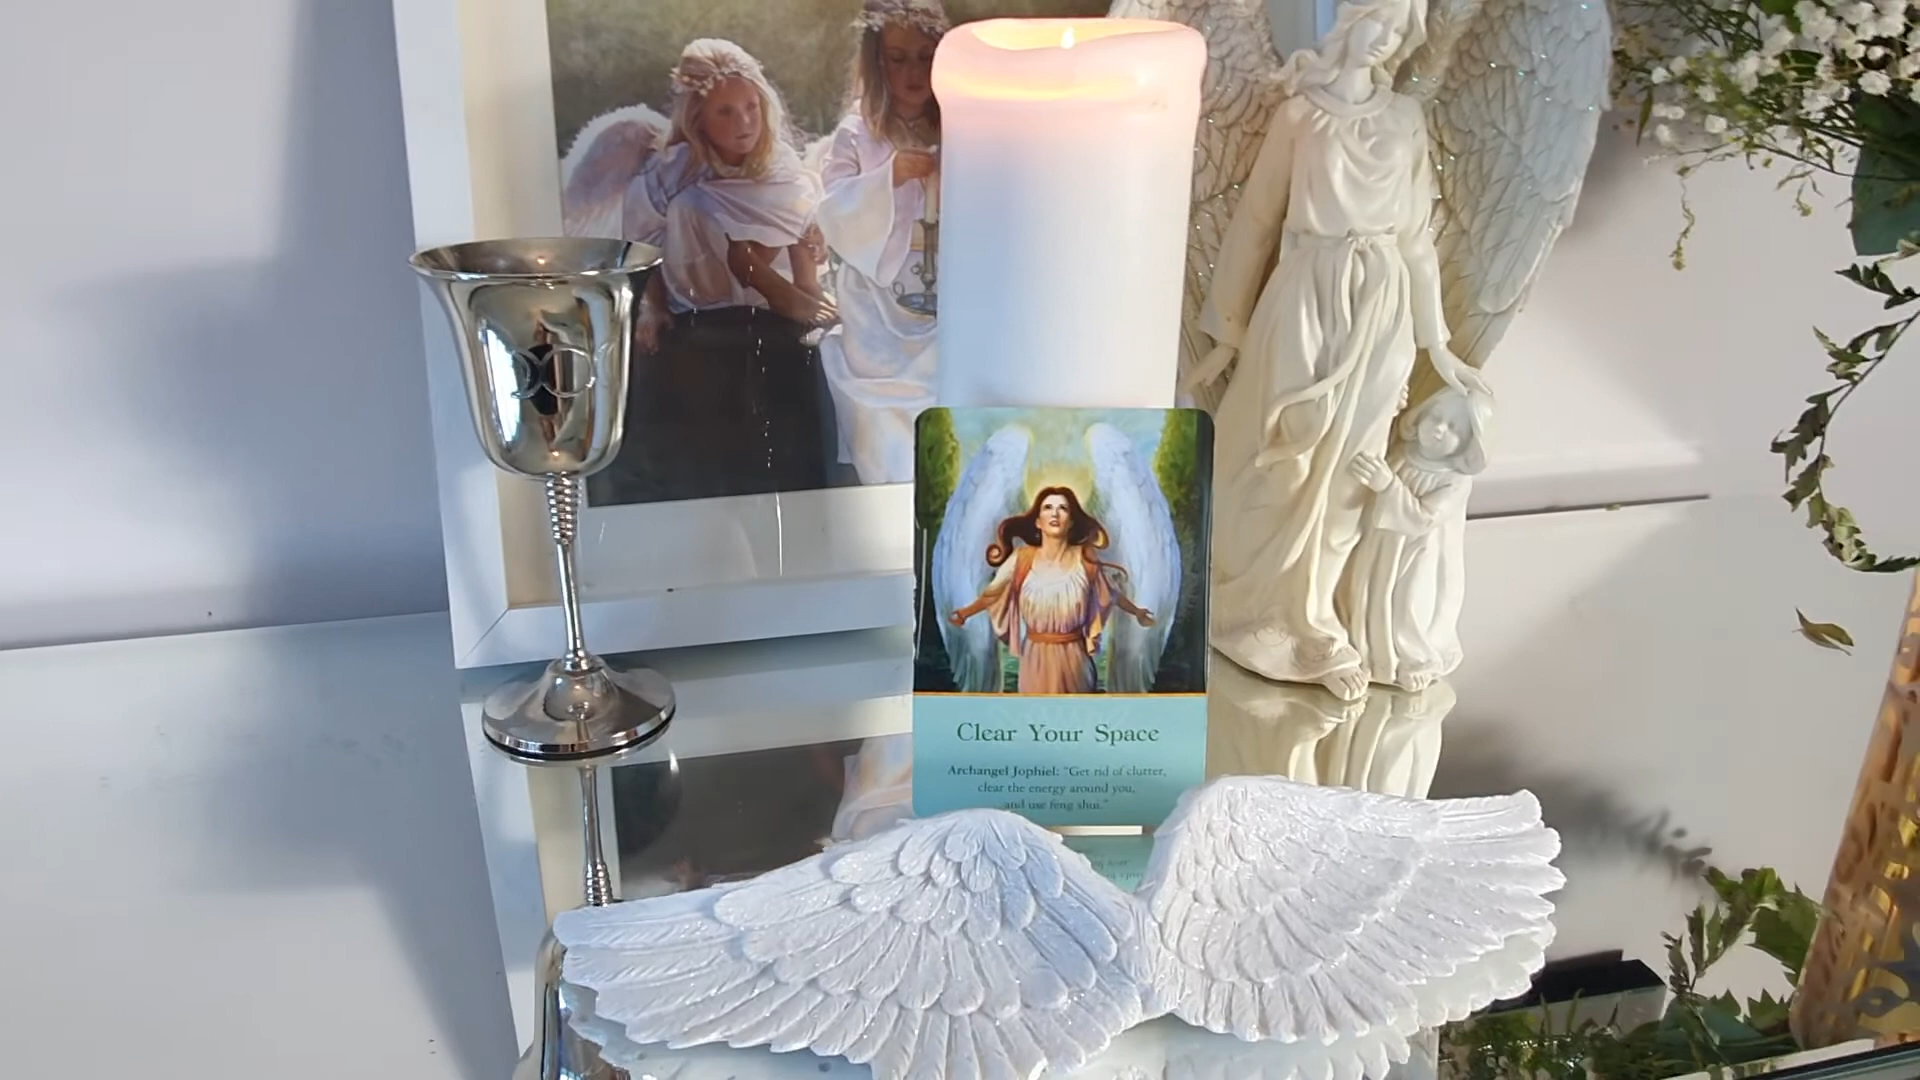 Clear Your Space
Archangel Jophiel: "Get rid of clutter,
clear the energy around you,
and use feng shui."